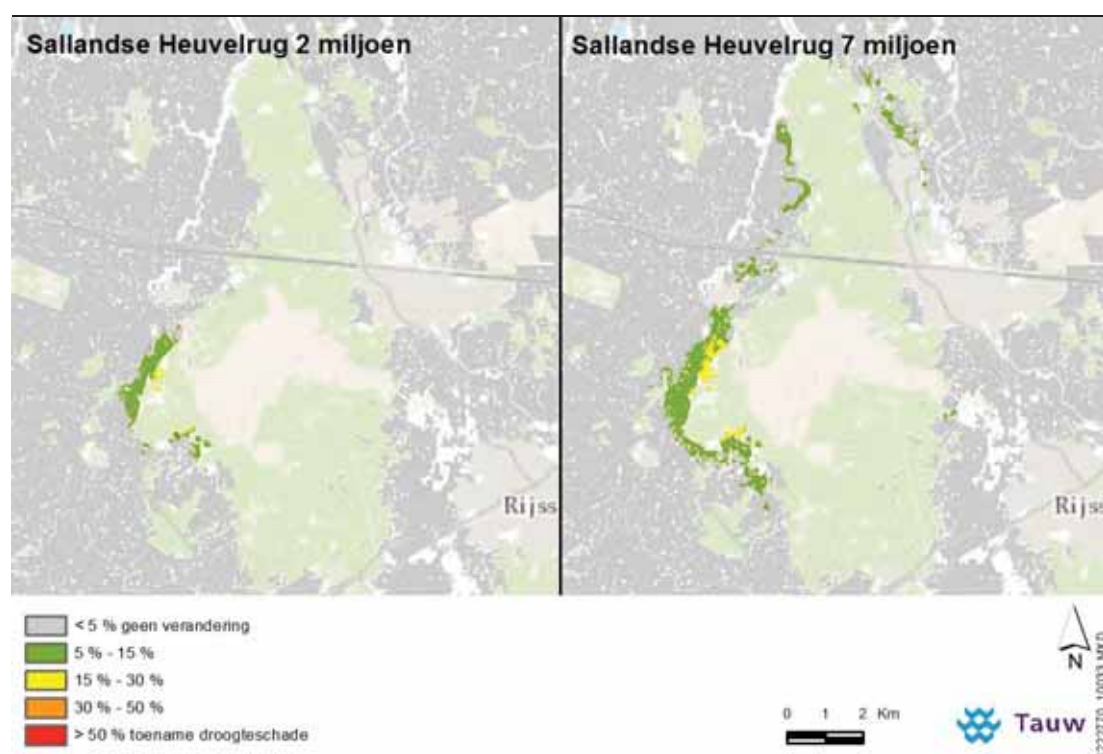 Sallandse Heuvelrug 2 miljoen
Sallandse Heuvelrug 7 miljoen
Rijss
Rijss
< 5 % geen verandering
5 % - 15 %
15 % - 30 %
30 % - 50 %
> 50 % toename droogteschade
N
0 1 2 Km
Tauw